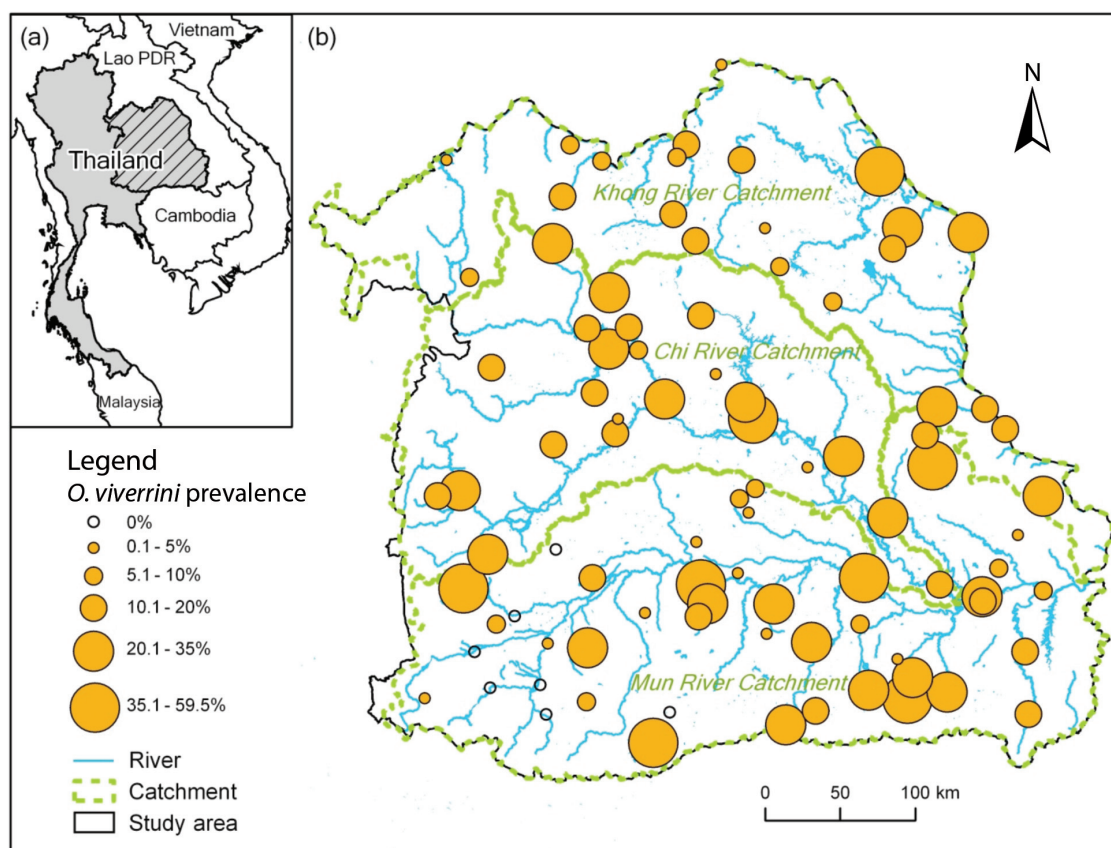 (a)
Vietnam
Lao PDR
Thailand
Cambodia
Malaysia
(b)
N
Khong River Catchment
Chi River Catchment
Mun River Catchment
Legend
O. viverrini prevalence
0%
0.1 - 5%
5.1 - 10%
10.1 - 20%
20.1 - 35%
35.1 - 59.5%
River
Catchment
Study area
0 50 100 km